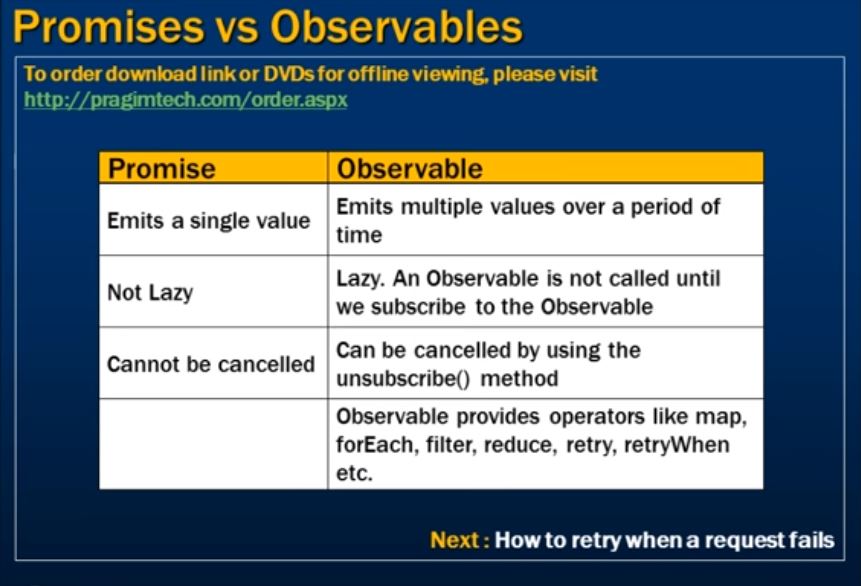 Promises vs Observables
To order download link or DVDs for offline viewing, please visit
http://pragimtech.com/order.aspx
Promise
Observable
Emits a single value
Emits multiple values over a period of
time
Not Lazy
Lazy. An Observable is not called until
we subscribe to the Observable
Cannot be cancelled
Can be cancelled by using the
unsubscribe() method
Observable provides operators like map,
forEach, filter, reduce, retry, retryWhen
etc.
Next : How to retry when a request fails